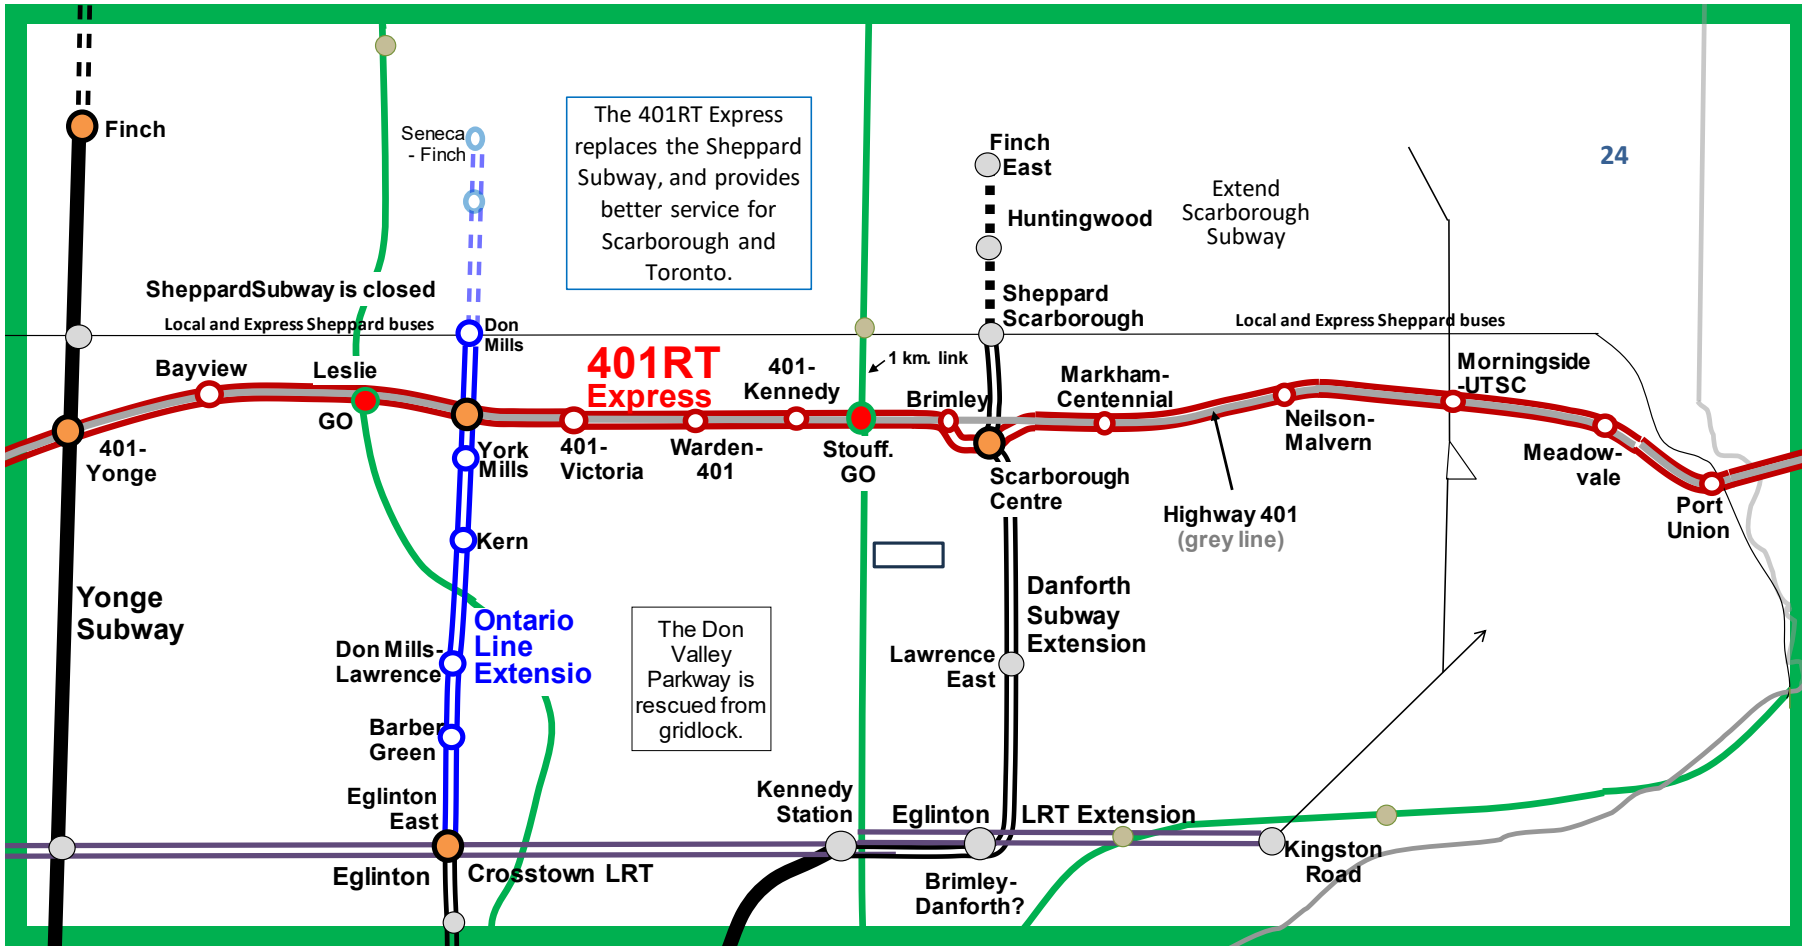 Finch
Seneca
- Finch
The 401RT Express
replaces the Sheppard
Subway, and provides
better service for
Scarborough and
Toronto.
Finch
East
24
Extend
Scarborough
Subway
Huntingwood
SheppardSubway is closed
Sheppard
Scarborough
Local and Express Sheppard buses
Don
Mills
Local and Express Sheppard buses
Bayview
Leslie
GO
401RT
Express
401-
Kennedy
1 km. link
Brimley
Markham-
Centennial
Morningside
-UTSC
401-
Yonge
York
Mills
401-
Victoria
Warden-
401
Stouff.
GO
Scarborough
Centre
Neilson-
Malvern
Meadow-
vale
Port
Union
Highway 401
(grey line)
Kern
Yonge
Subway
Ontario
Line
Extensio
The Don
Valley
Parkway is
rescued from
gridlock.
Danforth
Subway
Extension
Don Mills-
Lawrence
Lawrence
East
Barber
Green
Eglinton
East
Kennedy
Station
Eglinton
LRT Extension
Kingston
Road
Eglinton
Crosstown LRT
Brimley-
Danforth?